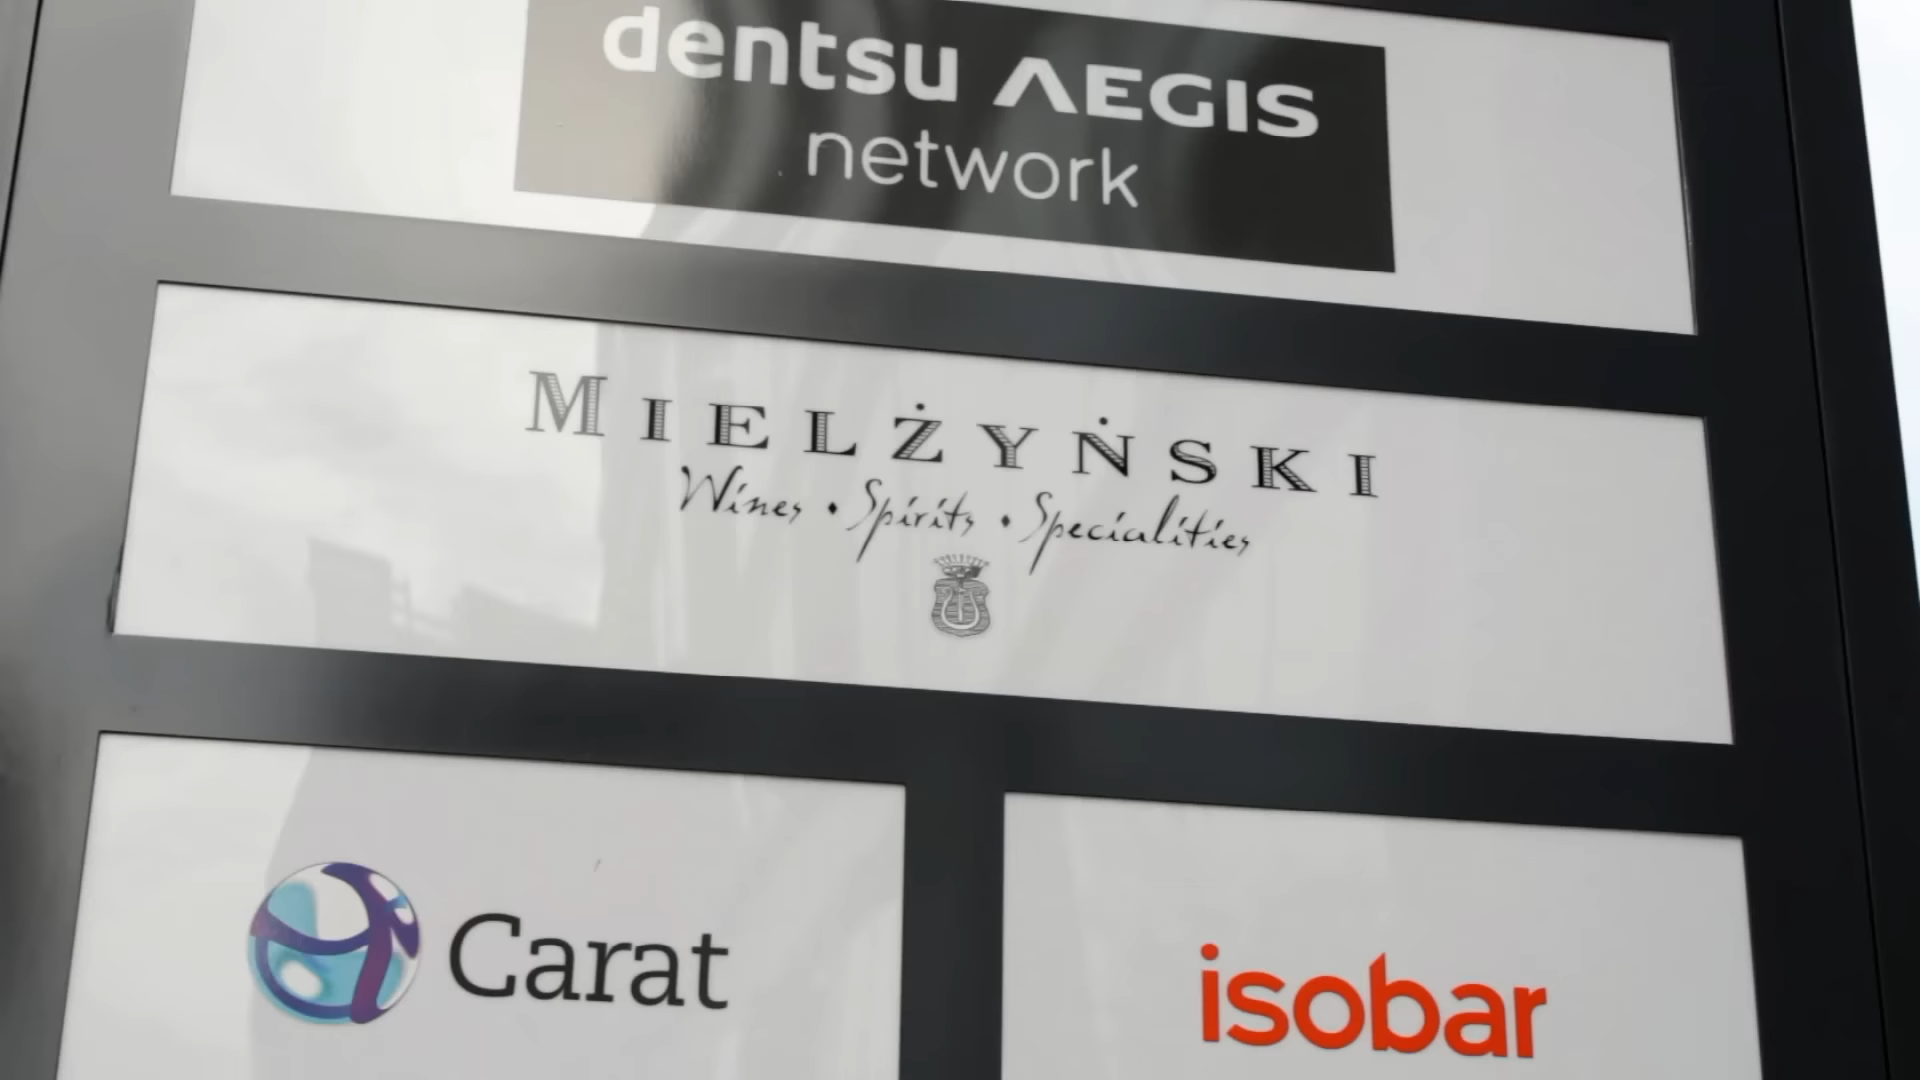 dentsu AEGIS
network
MIELŻYŃSKI
Wines • Spirits • Specialities
Carat
isobar